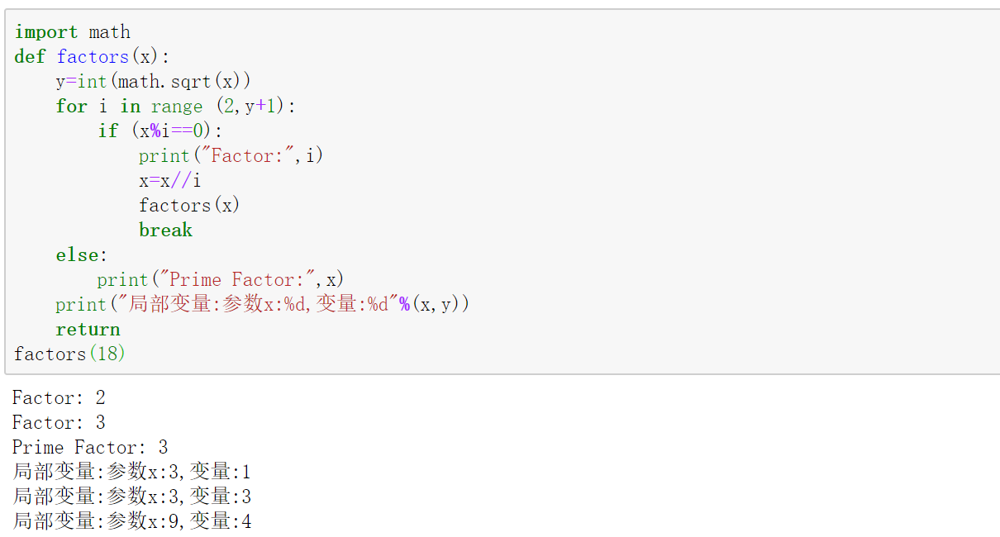 import math
def factors(x):
    y=int(math.sqrt(x))
    for i in range (2,y+1):
        if (x%i==0):
            print("Factor:",i)
            x=x//i
            factors(x)
            break
    else:
        print("Prime Factor:",x)
    print("局部变量:参数x:%d,变量:%d"%(x,y))
    return
factors(18)
Factor: 2
Factor: 3
Prime Factor: 3
局部变量:参数x:3,变量:1
局部变量:参数x:3,变量:3
局部变量:参数x:9,变量:4